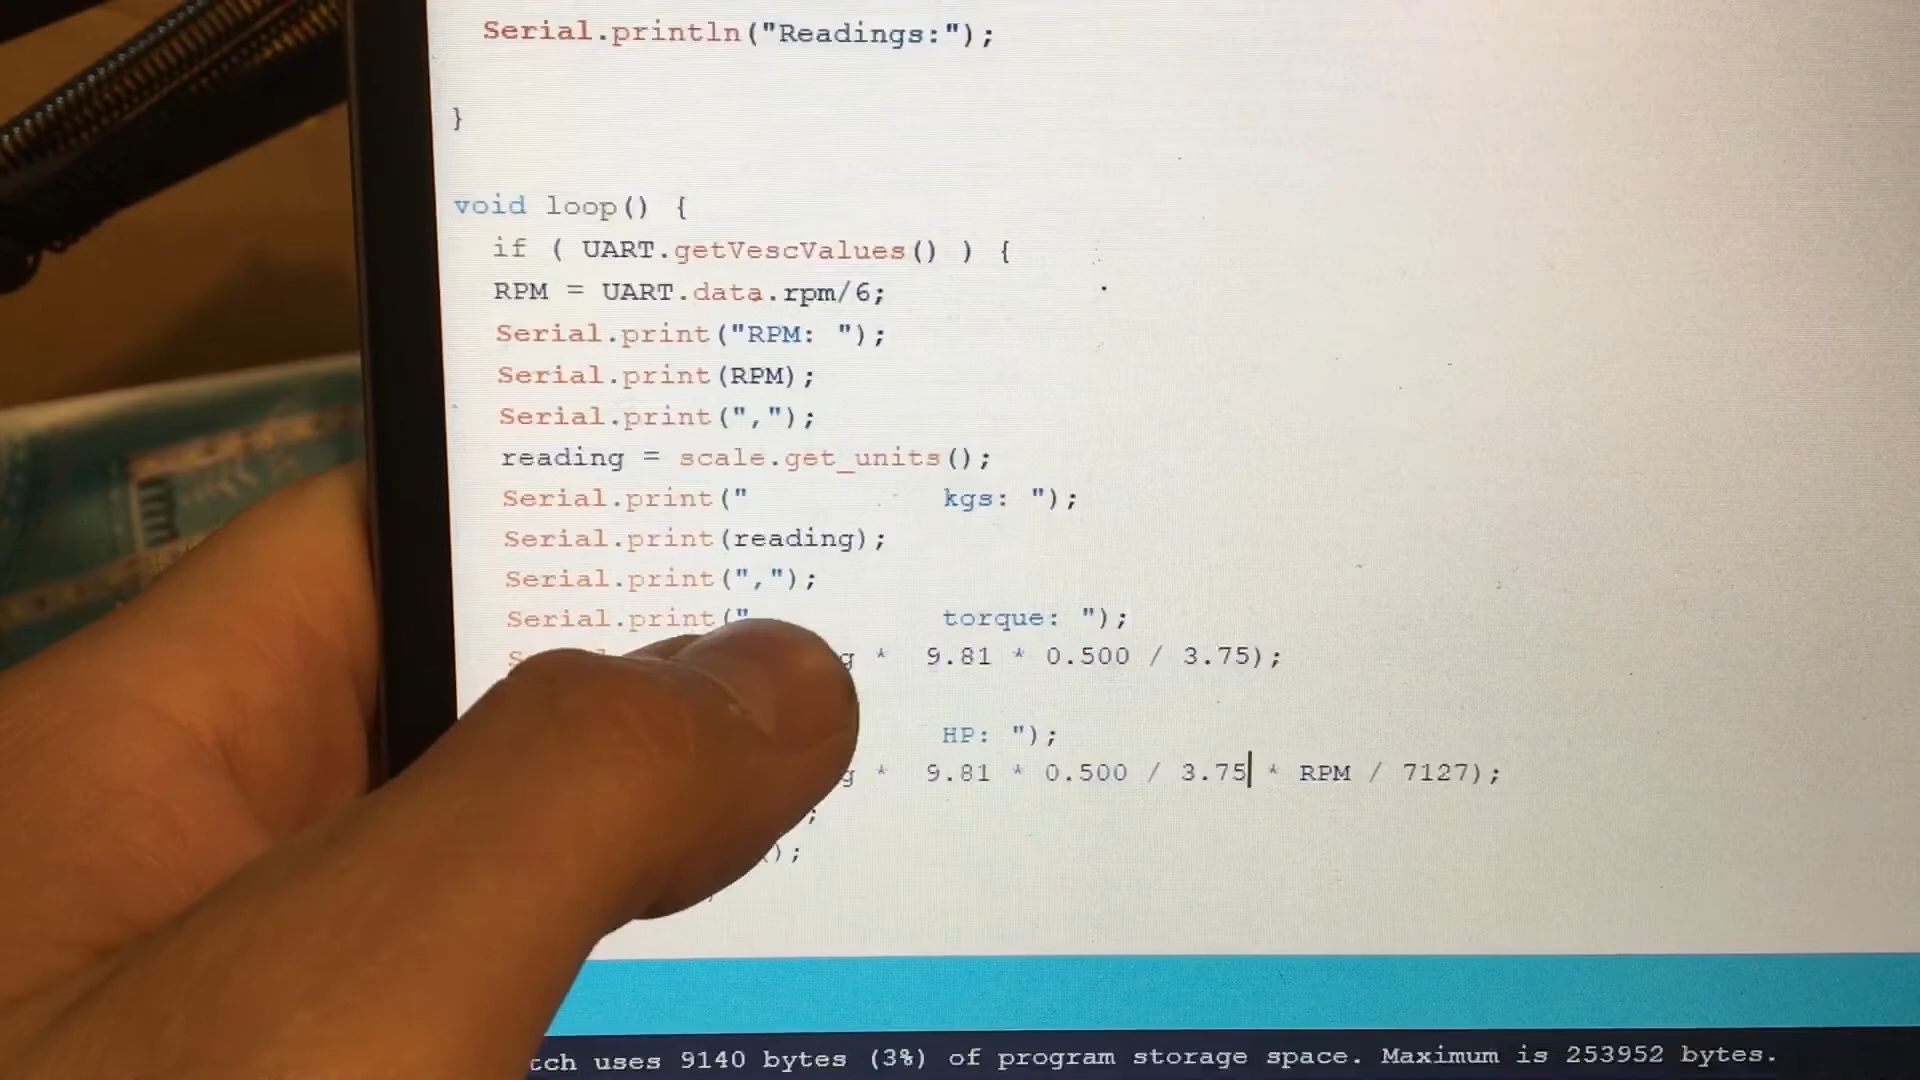 Serial.println("Readings:");
}
void loop() {
if ( UART.getVescValues() ) {
RPM = UART.data.rpm/6;
Serial.print("RPM: ");
Serial.print(RPM);
Serial.print(",");
reading = scale.get_units();
Serial.print(" kgs: ");
Serial.print(reading);
Serial.print(",");
Serial.print(" torque: ");
g * 9.81 * 0.500 / 3.75);
HP: ");
g * 9.81 * 0.500 / 3.75 * RPM / 7127);
;
);
tch uses 9140 bytes (3%) of program storage space. Maximum is 253952 bytes.